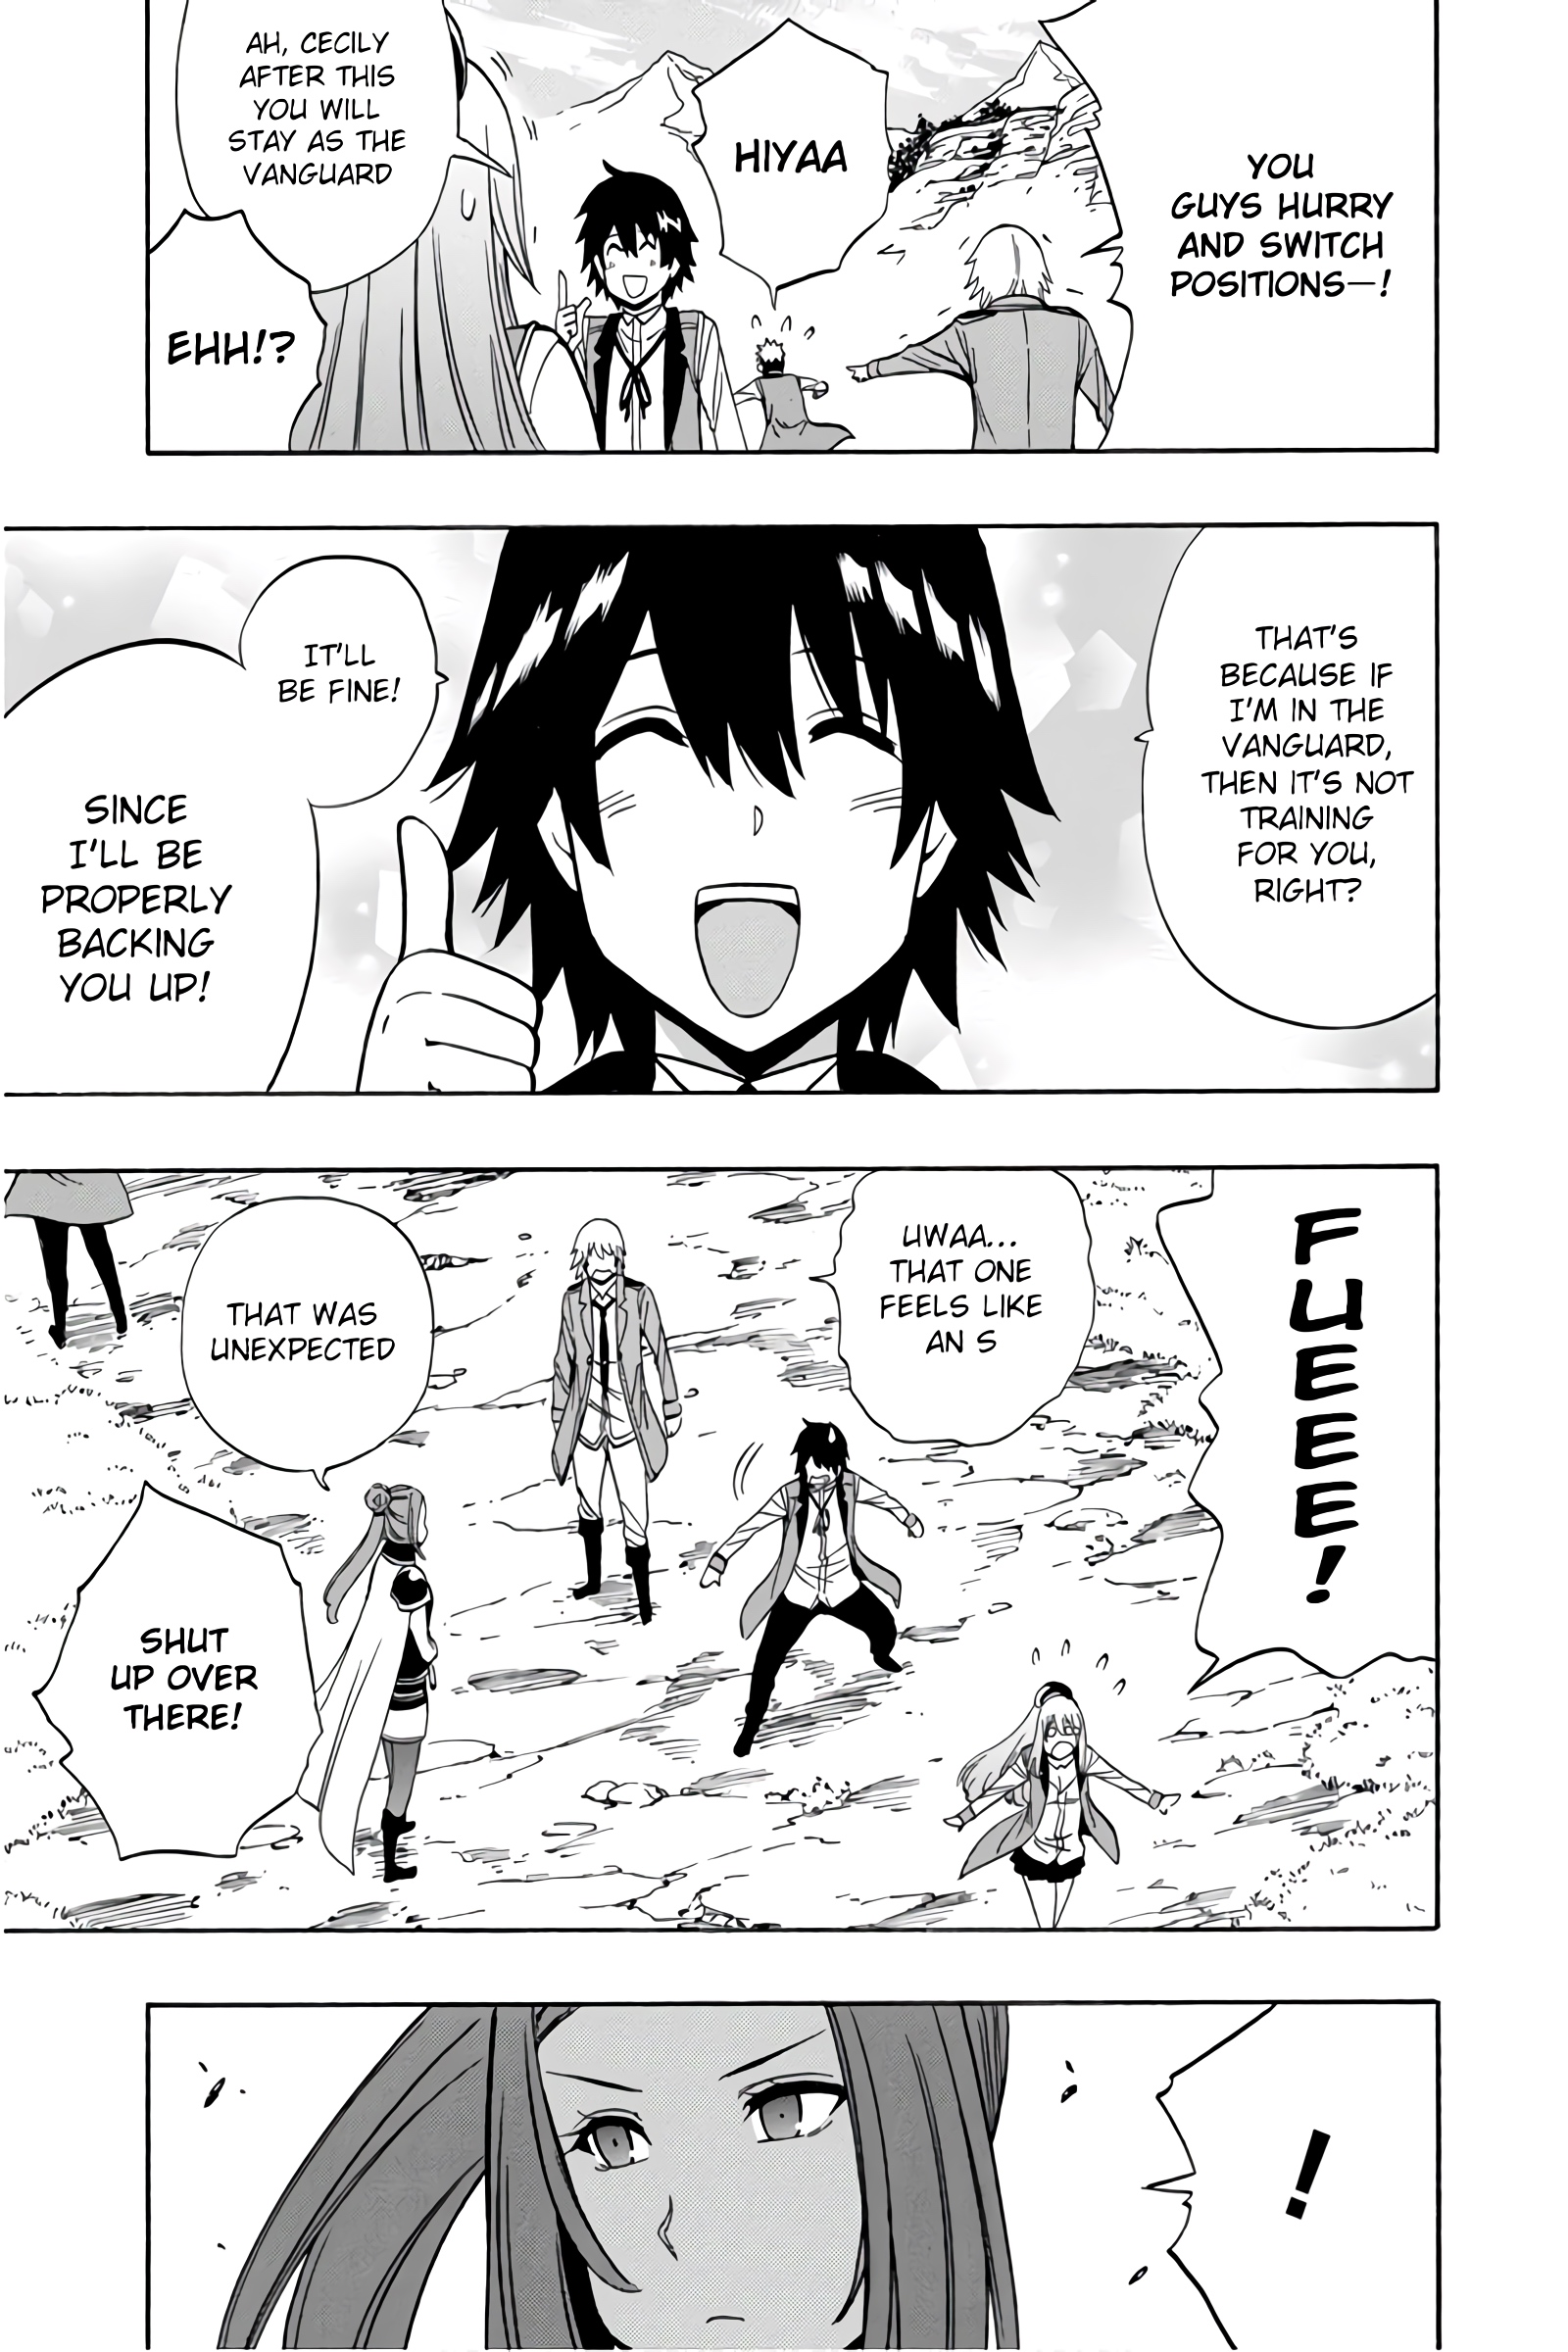 YOU
GUYS HURRY
AND SWITCH
POSITIONS—!
HIYAA
AH, CECILY
AFTER THIS
YOU WILL
STAY AS THE
VANGUARD
EHH!?
THAT'S
BECAUSE IF
I'M IN THE
VANGUARD,
THEN IT'S NOT
TRAINING
FOR YOU,
RIGHT?
IT'LL
BE FINE!
SINCE
I'LL BE
PROPERLY
BACKING
YOU UP!
FUEEEE!
UWAA...
THAT ONE
FEELS LIKE
AN S
THAT WAS
UNEXPECTED
SHUT
UP OVER
THERE!
!